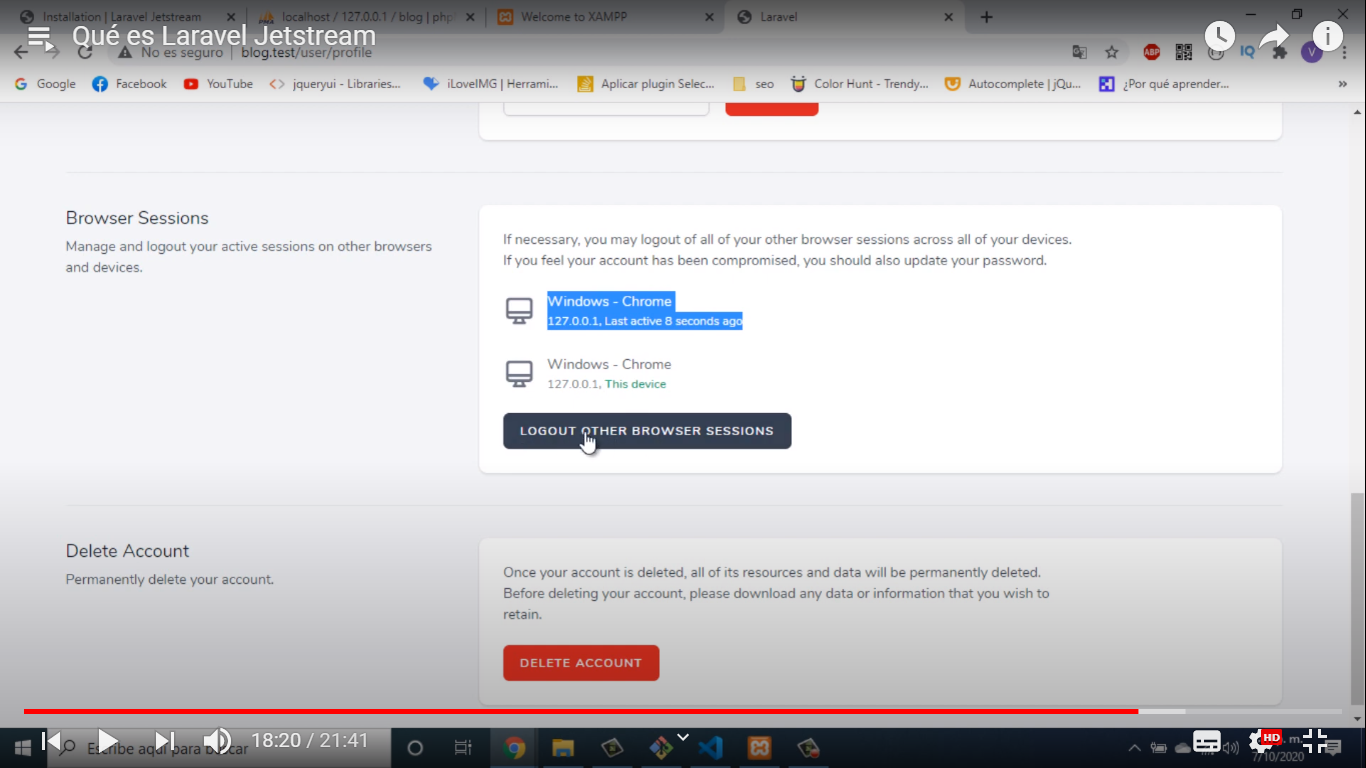 Installation | Laravel Jetstream
localhost / 127.0.0.1 / blog | php
Welcome to XAMPP
Laravel
Qué es Laravel Jetstream
No es seguro
blog.test/user/profile
ABP
IQ
V
Google
Facebook
YouTube
jqueryui - Libraries...
iLoveIMG | Herrami...
Aplicar plugin Selec...
seo
Color Hunt - Trendy...
Autocomplete | jQu...
¿Por qué aprender...
»
Browser Sessions
Manage and logout your active sessions on other browsers
and devices.
If necessary, you may logout of all of your other browser sessions across all of your devices.
If you feel your account has been compromised, you should also update your password.
Windows - Chrome
127.0.0.1, Last active 8 seconds ago
Windows - Chrome
127.0.0.1, This device
LOGOUT OTHER BROWSER SESSIONS
Delete Account
Permanently delete your account.
Once your account is deleted, all of its resources and data will be permanently deleted.
Before deleting your account, please download any data or information that you wish to
retain.
DELETE ACCOUNT
Escribe aquí para buscar
18:20 / 21:41
HD
. m.
7/10/2020